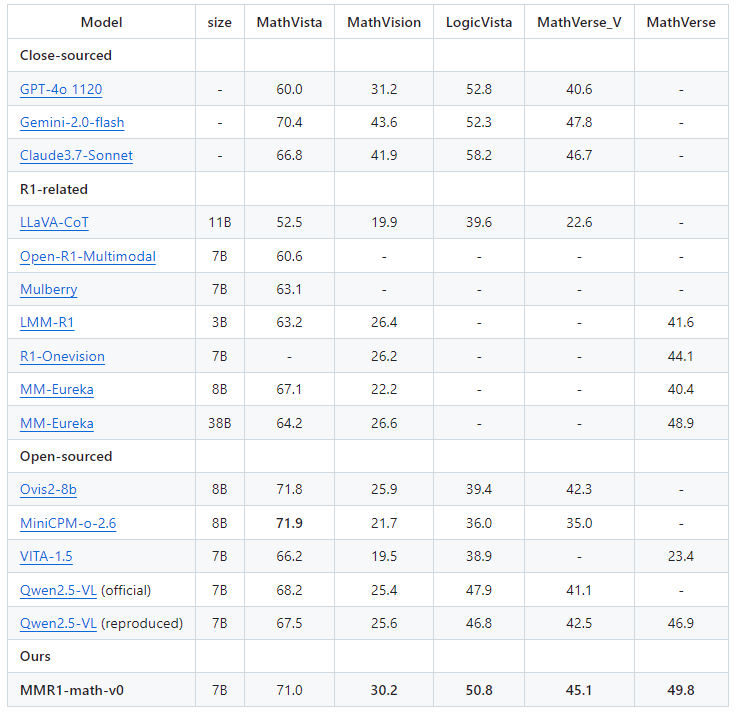 Model size MathVista MathVision LogicVista MathVerse_V MathVerse
Close-sourced
GPT-4o 1120 - 60.0 31.2 52.8 40.6 -
Gemini-2.0-flash - 70.4 43.6 52.3 47.8 -
Claude3.7-Sonnet - 66.8 41.9 58.2 46.7 -
R1-related
LLaVA-CoT 11B 52.5 19.9 39.6 22.6 -
Open-R1-Multimodal 7B 60.6 - - - -
Mulberry 7B 63.1 - - - -
LMM-R1 3B 63.2 26.4 - - 41.6
R1-Onevision 7B - 26.2 - - 44.1
MM-Eureka 8B 67.1 22.2 - - 40.4
MM-Eureka 38B 64.2 26.6 - - 48.9
Open-sourced
Ovis2-8b 8B 71.8 25.9 39.4 42.3 -
MiniCPM-o-2.6 8B 71.9 21.7 36.0 35.0 -
VITA-1.5 7B 66.2 19.5 38.9 - 23.4
Qwen2.5-VL (official) 7B 68.2 25.4 47.9 41.1 -
Qwen2.5-VL (reproduced) 7B 67.5 25.6 46.8 42.5 46.9
Ours
MMR1-math-v0 7B 71.0 30.2 50.8 45.1 49.8